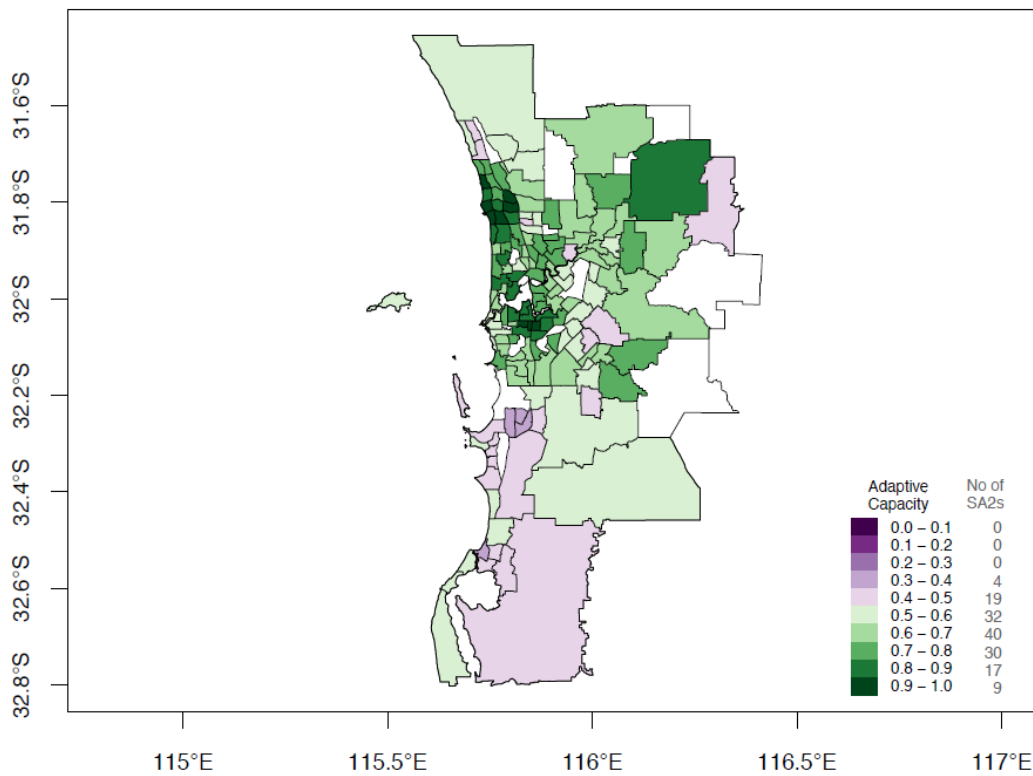 31.6°S
31.8°S
32°S
32.2°S
32.4°S
32.6°S
32.8°S
Adaptive Capacity No of SA2s
0.0 – 0.1 0
0.1 – 0.2 0
0.2 – 0.3 0
0.3 – 0.4 4
0.4 – 0.5 19
0.5 – 0.6 32
0.6 – 0.7 40
0.7 – 0.8 30
0.8 – 0.9 17
0.9 – 1.0 9
115°E 115.5°E 116°E 116.5°E 117°E